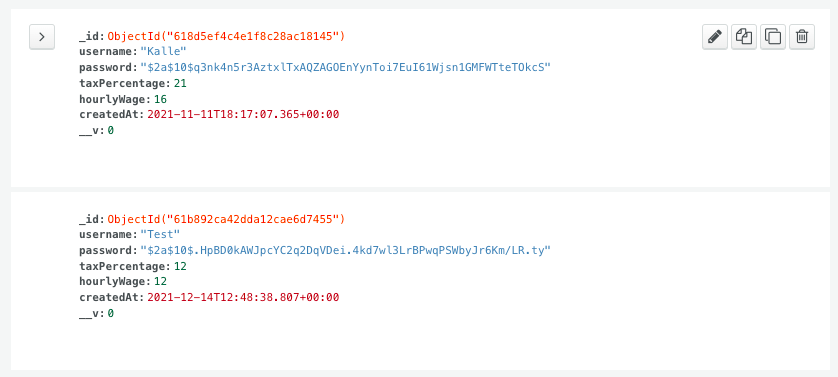 _id: ObjectId("618d5ef4c4e1f8c28ac18145")
username: "Kalle"
password: "$2a$10$q3nk4n5r3AztxlTxAQZAGOEnYynToi7EuI61Wjsn1GMFWTteTOkcS"
taxPercentage: 21
hourlyWage: 16
createdAt: 2021-11-11T18:17:07.365+00:00
__v: 0
_id: ObjectId("61b892ca42dda12cae6d7455")
username: "Test"
password: "$2a$10$.HpBD0kAWJpcYC2q2DqVDei.4kd7wl3LrBPwqPSWbyJr6Km/LR.ty"
taxPercentage: 12
hourlyWage: 12
createdAt: 2021-12-14T12:48:38.807+00:00
__v: 0